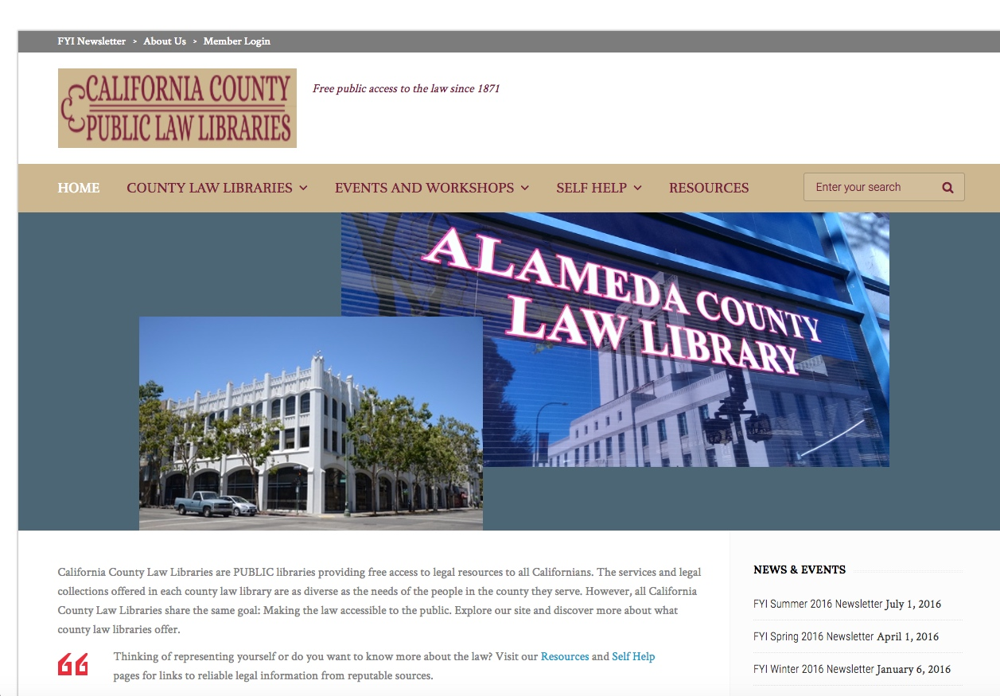 FYI Newsletter > About Us > Member Login
CALIFORNIA COUNTY
PUBLIC LAW LIBRARIES
Free public access to the law since 1871
HOME COUNTY LAW LIBRARIES EVENTS AND WORKSHOPS SELF HELP RESOURCES Enter your search
ALAMEDA COUNTY
LAW LIBRARY
California County Law Libraries are PUBLIC libraries providing free access to legal resources to all Californians. The services and legal
collections offered in each county law library are as diverse as the needs of the people in the county they serve. However, all California
County Law Libraries share the same goal: Making the law accessible to the public. Explore our site and discover more about what
county law libraries offer.
Thinking of representing yourself or do you want to know more about the law? Visit our Resources and Self Help
pages for links to reliable legal information from reputable sources.
NEWS & EVENTS
FYI Summer 2016 Newsletter July 1, 2016
FYI Spring 2016 Newsletter April 1, 2016
FYI Winter 2016 Newsletter January 6, 2016